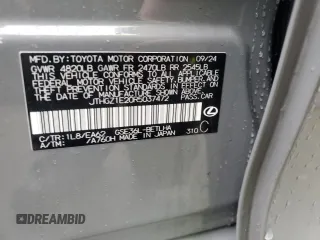 MFD. BY: TOYOTA MOTOR CORPORATION 09/24
GVWR 4820LB GAWR FR 2470LB RR 2545LB
THIS VEHICLE CONFORMS TO ALL APPLICABLE
FEDERAL MOTOR VEHICLE SAFETY, BUMPER, AND
THEFT PREVENTION STANDARDS IN EFFECT ON
THE DATE OF MANUFACTURE SHOWN ABOVE.
JTHGZ1E20H5037472
PASS. CAR
C/TR: 1L8/EA62 GSE36L-BETLHA
A/TM: /A760H MADE IN JAPAN 310 C
DREAMBID